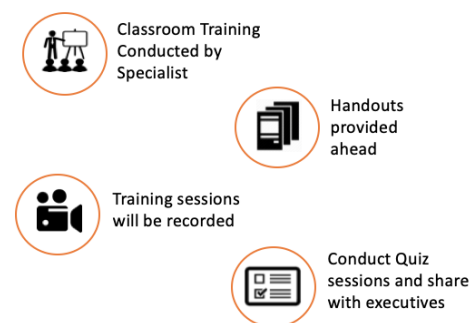 Classroom Training
Conducted by
Specialist
Handouts
provided
ahead
Training sessions
will be recorded
Conduct Quiz
sessions and share
with executives